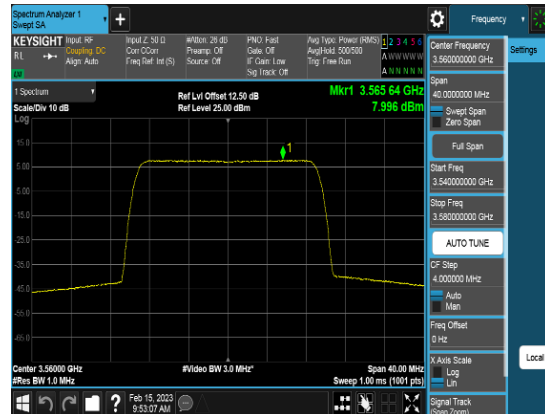 Spectrum Analyzer 1
Swept SA
Frequency
KEYSIGHT
Input: RF
Coupling: DC
Align: Auto
Input Z: 50 Ω
Corr CCorr
Freq Ref: Int (S)
#Atten: 26 dB
Preamp: Off
Source: Off
PNO: Fast
Gate: Off
IF Gain: Low
Sig Track: Off
Avg Type: Power (RMS)
Avg|Hold: 500/500
Trig: Free Run
1 2 3 4 5 6
A W W W W W
A N N N N N
Center Frequency
3.560000000 GHz
Settings
Span
40.0000000 MHz
Swept Span
Zero Span
Full Span
Start Freq
3.540000000 GHz
Stop Freq
3.580000000 GHz
AUTO TUNE
CF Step
4.000000 MHz
Auto
Man
Freq Offset
0 Hz
X Axis Scale
Log
Lin
Local
Signal Track
(Span Zoom)
1 Spectrum
Scale/Div 10 dB
Ref Lvl Offset 12.50 dB
Ref Level 25.00 dBm
Mkr1 3.565 64 GHz
7.996 dBm
Log
15.0
5.00
-5.00
-15.0
-25.0
-35.0
-45.0
-55.0
-65.0
1
Center 3.56000 GHz
#Res BW 1.0 MHz
#Video BW 3.0 MHz*
Span 40.00 MHz
Sweep 1.00 ms (1001 pts)
Feb 15, 2023
9:53:07 AM